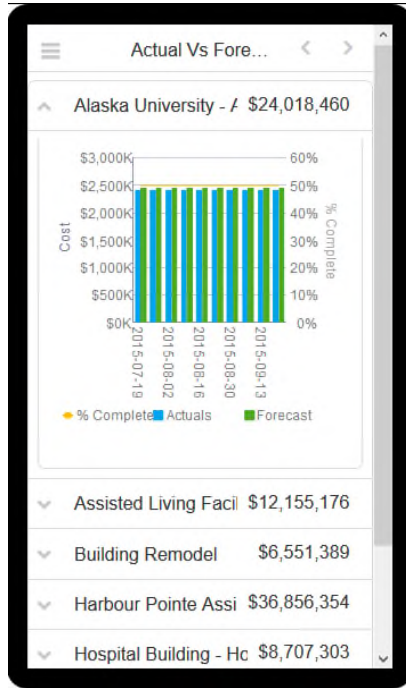 Actual Vs Fore...
Alaska University - A $24,018,460
$3,000K 60%
$2,500K 50%
$2,000K 40%
$1,500K 30%
$1,000K 20%
$500K 10%
$0K 0%
Cost
% Complete
2015-07-19
2015-08-02
2015-08-16
2015-08-30
2015-09-13
% Complete Actuals Forecast
Assisted Living Facil $12,155,176
Building Remodel $6,551,389
Harbour Pointe Assi $36,856,354
Hospital Building - Ho $8,707,303